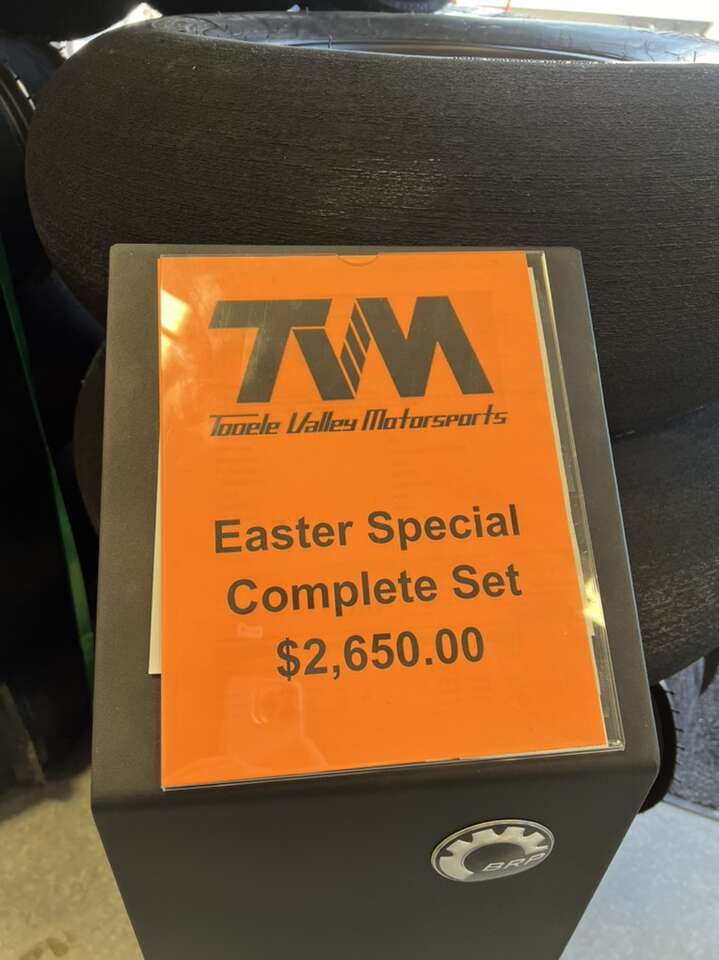 TVM
Tooele Valley Motorsports
Easter Special
Complete Set
$2,650.00
BRP